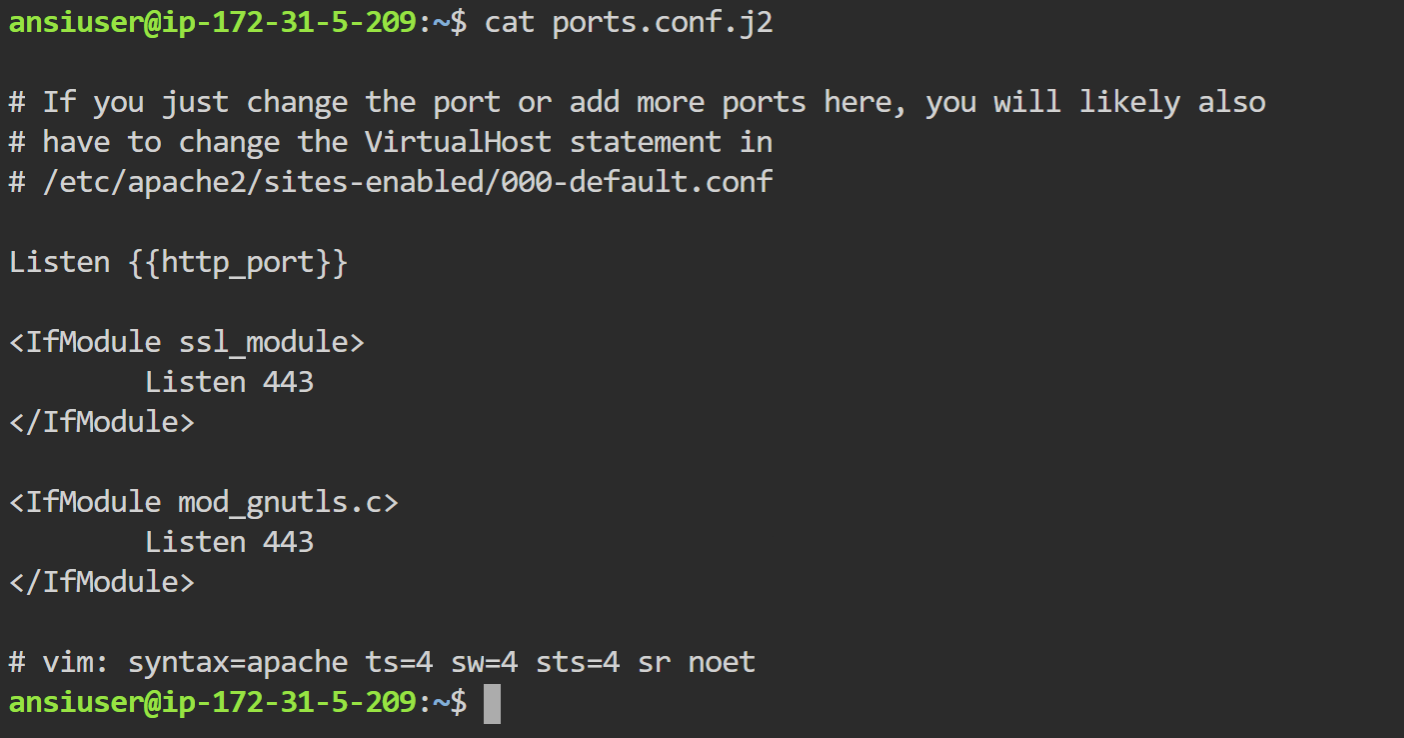 ansiuser@ip-172-31-5-209:~$ cat ports.conf.j2
# If you just change the port or add more ports here, you will likely also
# have to change the VirtualHost statement in
# /etc/apache2/sites-enabled/000-default.conf
Listen {{http_port}}
<IfModule ssl_module>
        Listen 443
</IfModule>
<IfModule mod_gnutls.c>
        Listen 443
</IfModule>
# vim: syntax=apache ts=4 sw=4 sts=4 sr noet
ansiuser@ip-172-31-5-209:~$